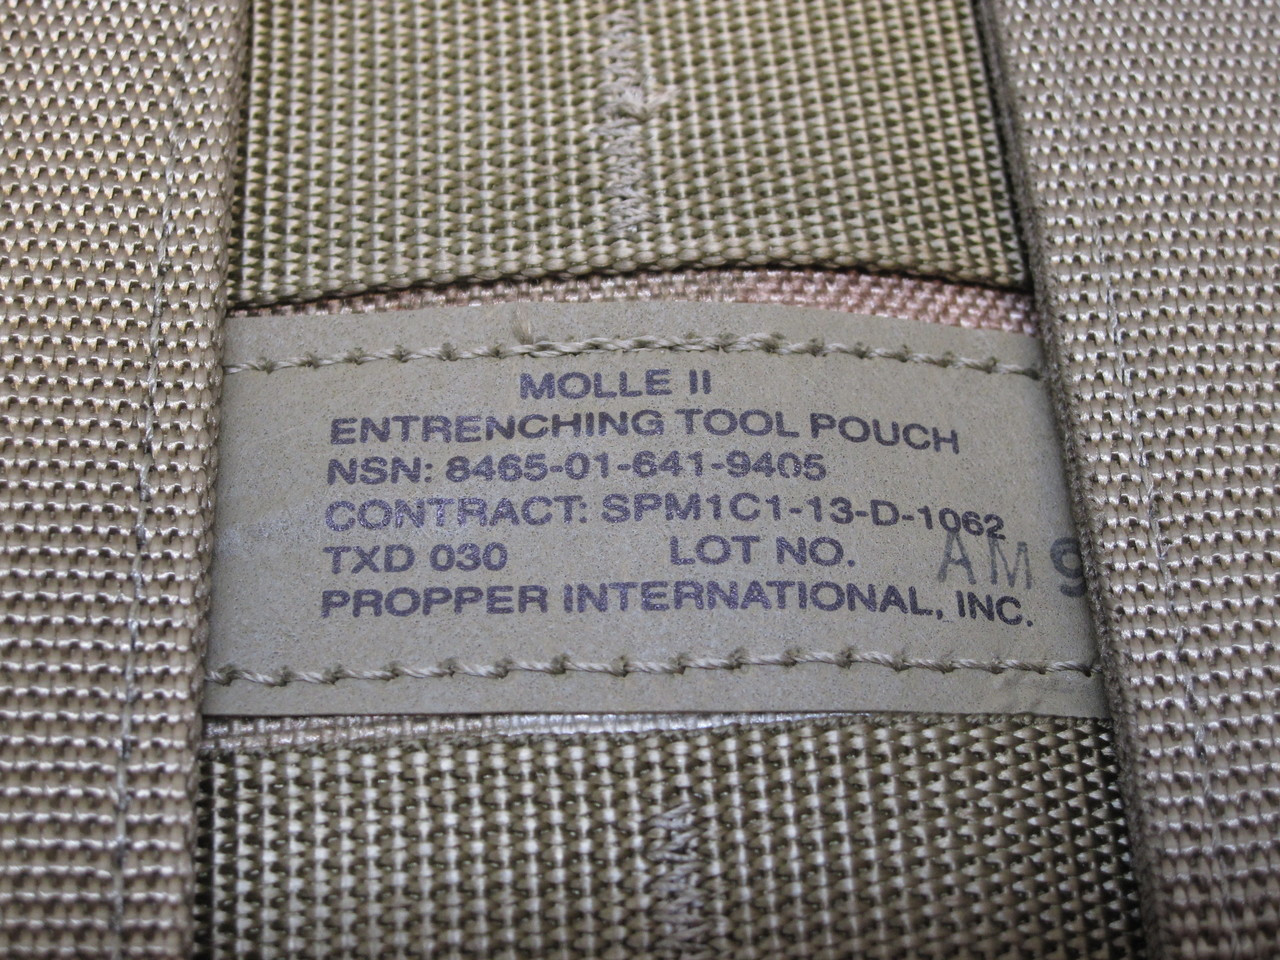 MOLLE II
ENTRENCHING TOOL POUCH
NSN: 8465-01-641-9405
CONTRACT: SPM1C1-13-D-1062
TXD 030 LOT NO. AM9
PROPPER INTERNATIONAL, INC.